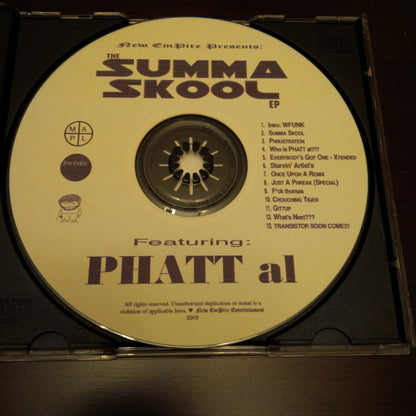 New EmPire Presents:
THE
SUMMA
SKOOL
EP
1. Intro: WFUNK
2. Summa Skool
3. Phrustration
4. Who is PHATT al?!?
5. Everybody's Got One - Xtended
6. Starvin' Artist's
7. Once Upon A Remix
8. Just A Phreak (Special)
9. F*ck thomas
10. Crouching Tiger
11. Gittup
12. What's Next???
13. TRANSISTOR SOON COME!!!
M A
P L
New EmPire
Featuring:
PHATT al
All rights reserved. Unauthorized duplication or rental is a
violation of applicable laws. ♥ New EmPire Entertainment
2003